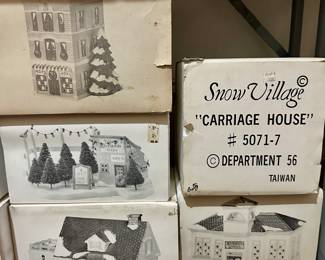 Snow Village ©
"CARRIAGE HOUSE"
# 5071-7
© DEPARTMENT 56
TAIWAN